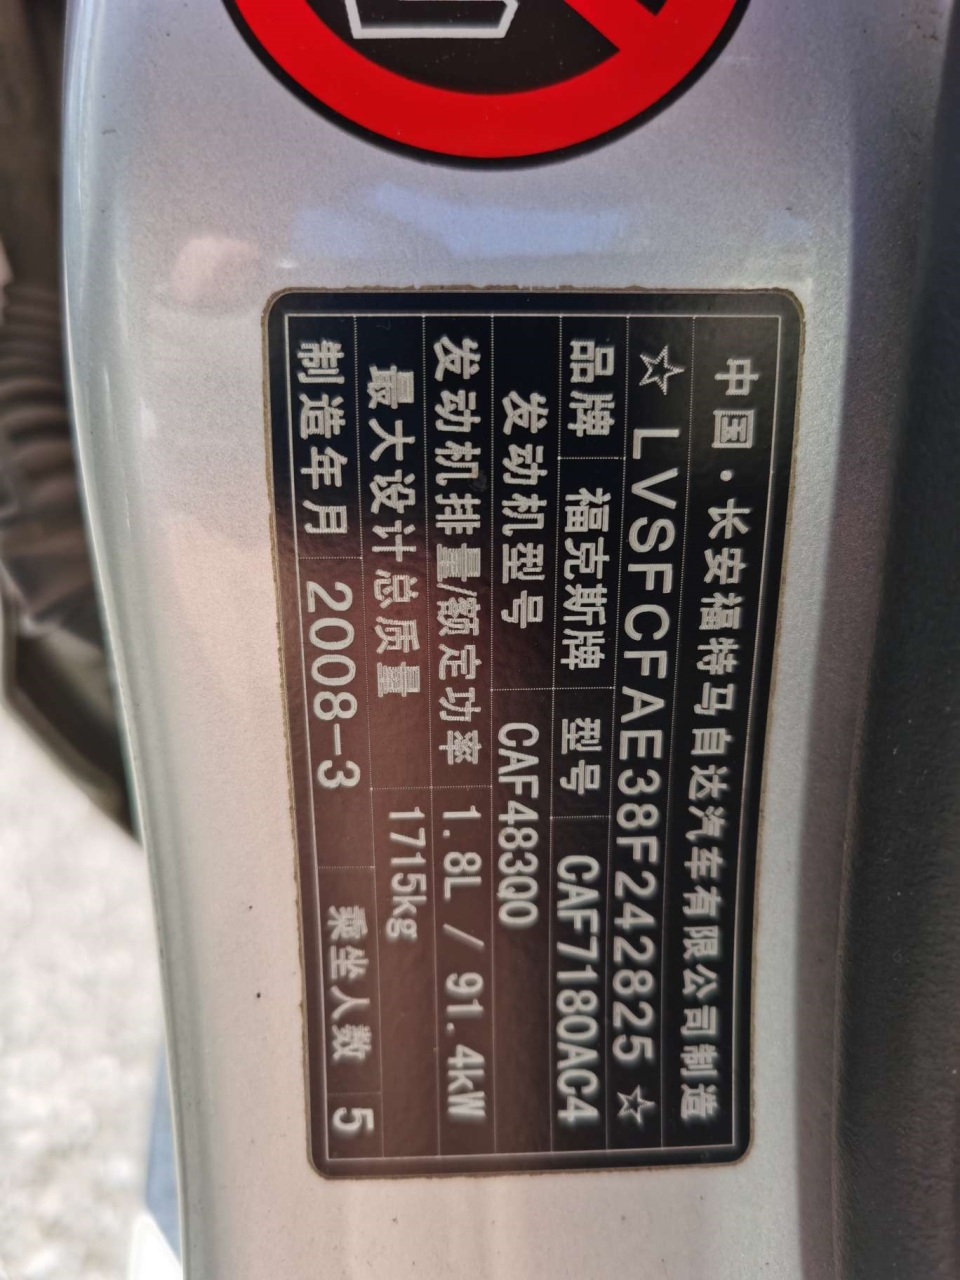 中国·长安福特马自达汽车有限公司制造
☆ LVSFCFAE38F242825 ☆
品牌 福克斯牌 型号 CAF7180AC4
发动机型号 CAF483Q0
发动机排量/额定功率 1.8L / 91.4kW
最大设计总质量 1715kg
制造年月 2008-3 乘坐人数 5